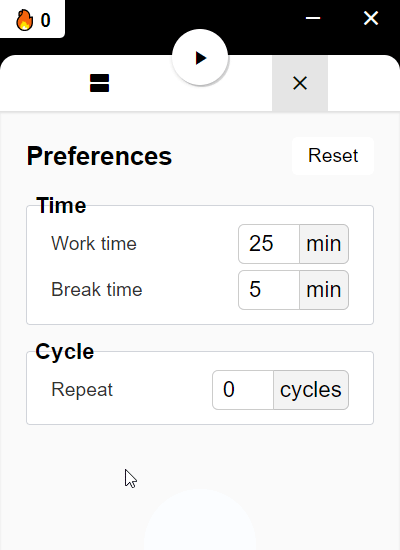 0
Preferences Reset
Time
Work time 25 min
Break time 5 min
Cycle
Repeat 0 cycles